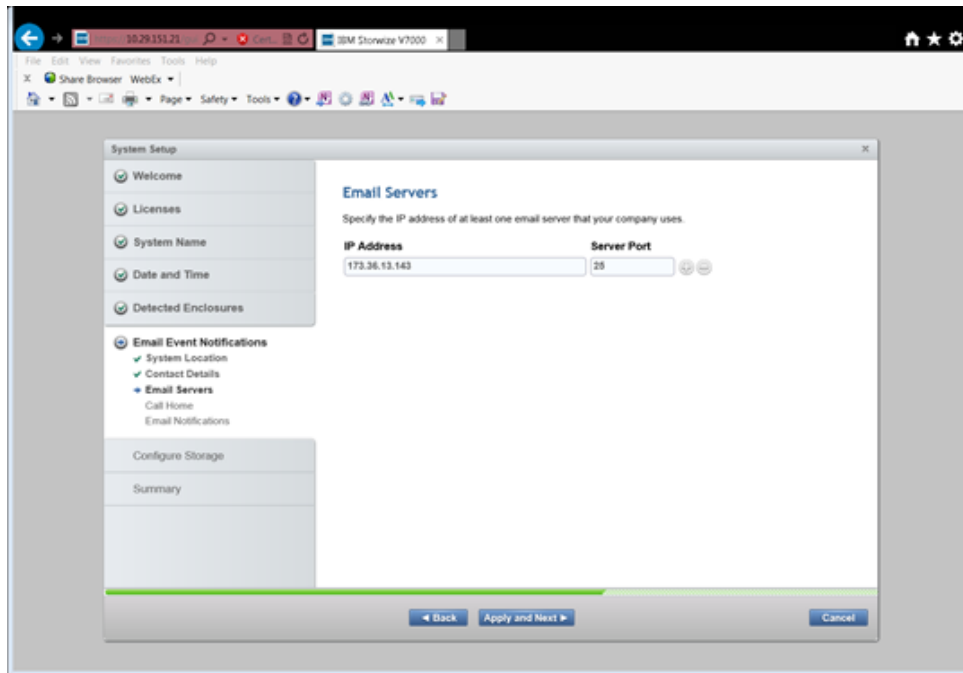 10.29.151.21
Cert...
IBM Storwize V7000
File Edit View Favorites Tools Help
X Share Browser WebEx
Page Safety Tools
System Setup
Welcome
Licenses
System Name
Date and Time
Detected Enclosures
Email Event Notifications
System Location
Contact Details
Email Servers
Call Home
Email Notifications
Configure Storage
Summary
Email Servers
Specify the IP address of at least one email server that your company uses.
IP Address Server Port
173.36.13.143 25
Back Apply and Next Cancel